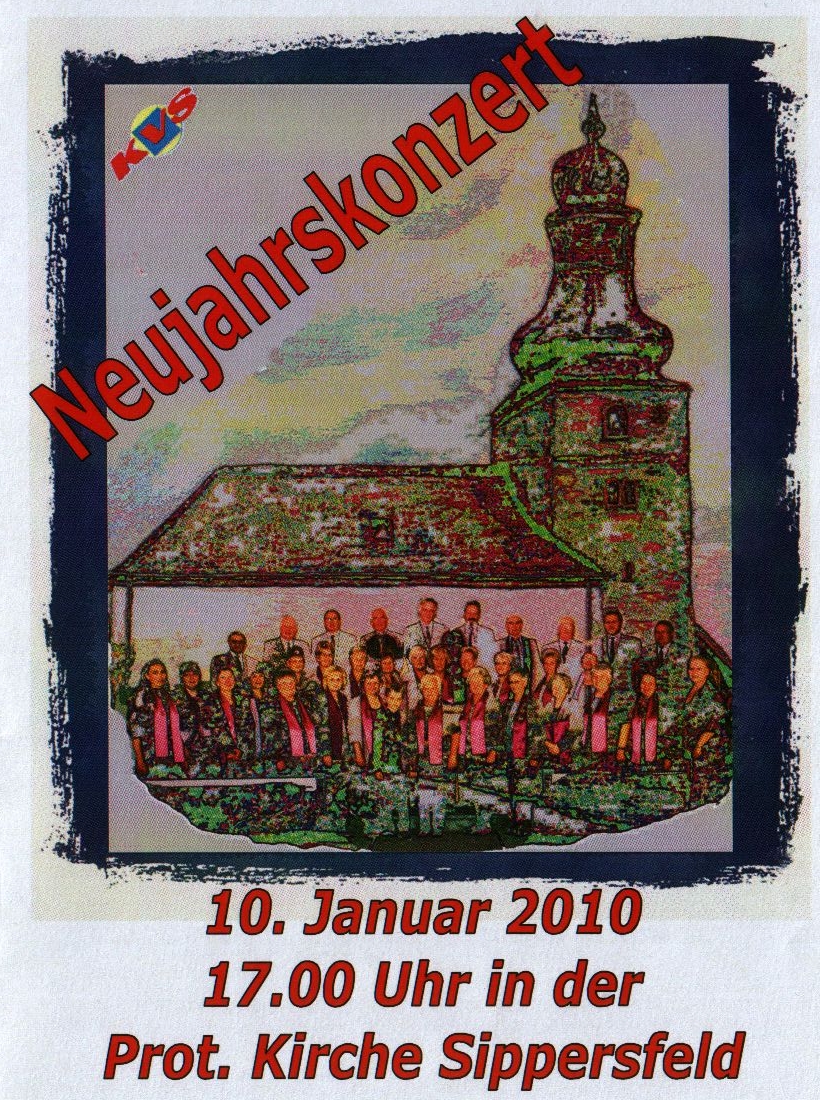 KVS
Neujahrskonzert
10. Januar 2010
17.00 Uhr in der
Prot. Kirche Sippersfeld